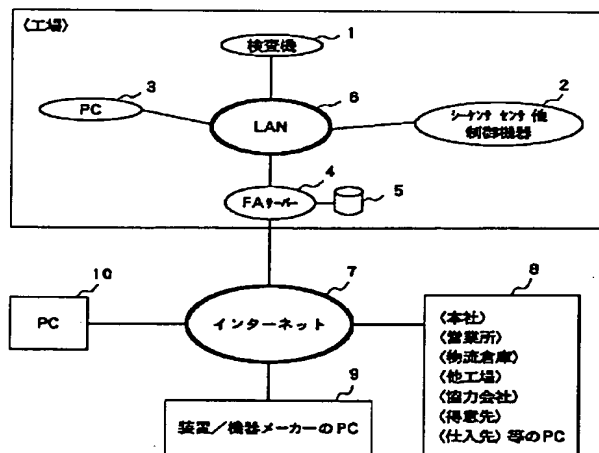 〈工場〉
1
検査機
3
PC
6
LAN
2
シーケンサ センサ 他
制御機器
4
FAサーバー
5
7
インターネット
10
PC
8
〈本社〉
〈営業所〉
〈物流倉庫〉
〈他工場〉
〈協力会社〉
〈得意先〉
〈仕入先〉等のPC
9
装置／機器メーカーのPC